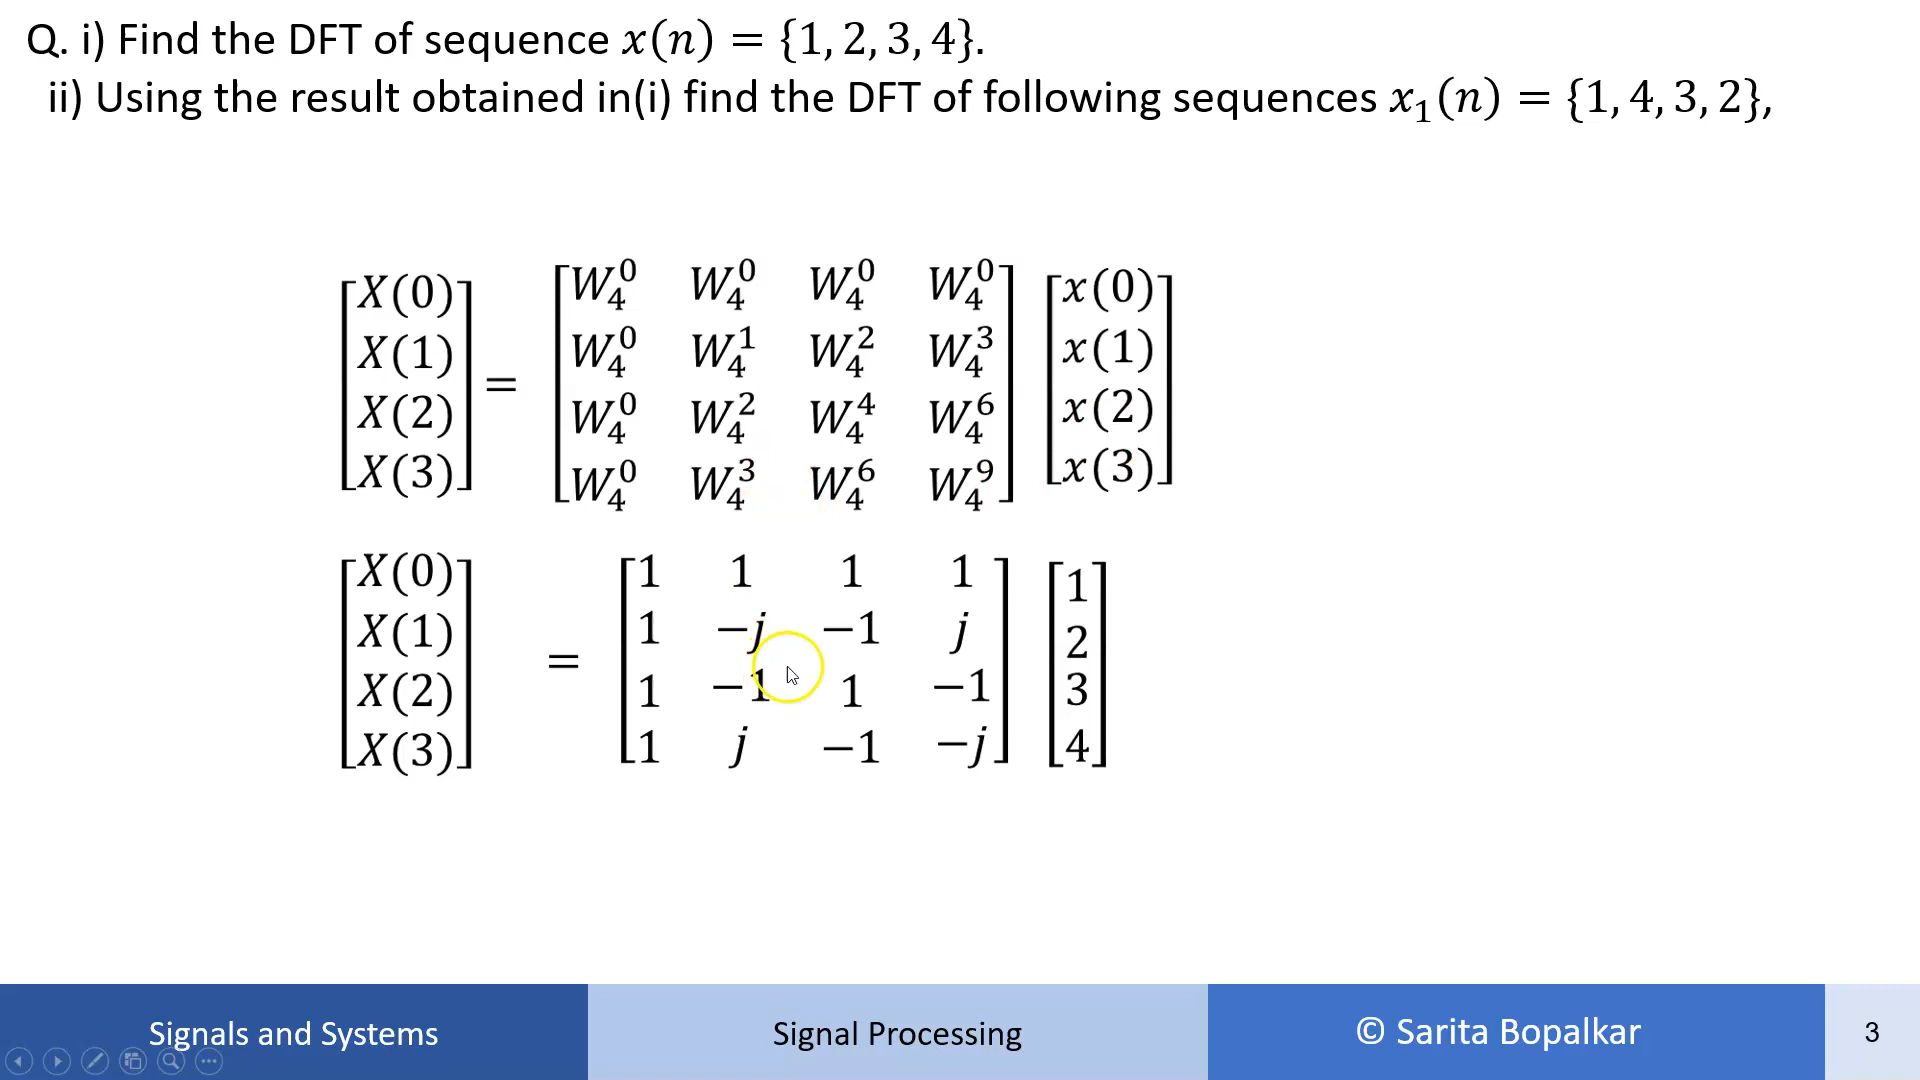 Q. i) Find the DFT of sequence x(n) = {1, 2, 3, 4}.
ii) Using the result obtained in(i) find the DFT of following sequences x₁(n) = {1, 4, 3, 2},
[X(0) X(1) X(2) X(3)] = [W₄⁰ W₄⁰ W₄⁰ W₄⁰
W₄⁰ W₄¹ W₄² W₄³
W₄⁰ W₄² W₄⁴ W₄⁶
W₄⁰ W₄³ W₄⁶ W₄⁹] [x(0) x(1) x(2) x(3)]
[X(0) X(1) X(2) X(3)] = [1 1 1 1
1 −j −1 j
1 −1 1 −1
1 j −1 −j] [1 2 3 4]
Signals and Systems
Signal Processing
© Sarita Bopalkar
3